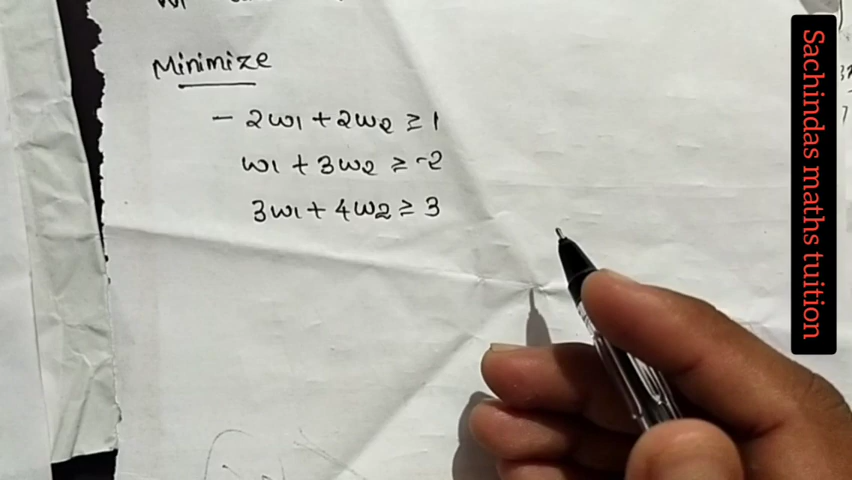 Minimize
- 2w1 + 2w2 ≥ 1
w1 + 3w2 ≥ -2
3w1 + 4w2 ≥ 3
Sachindas maths tuition